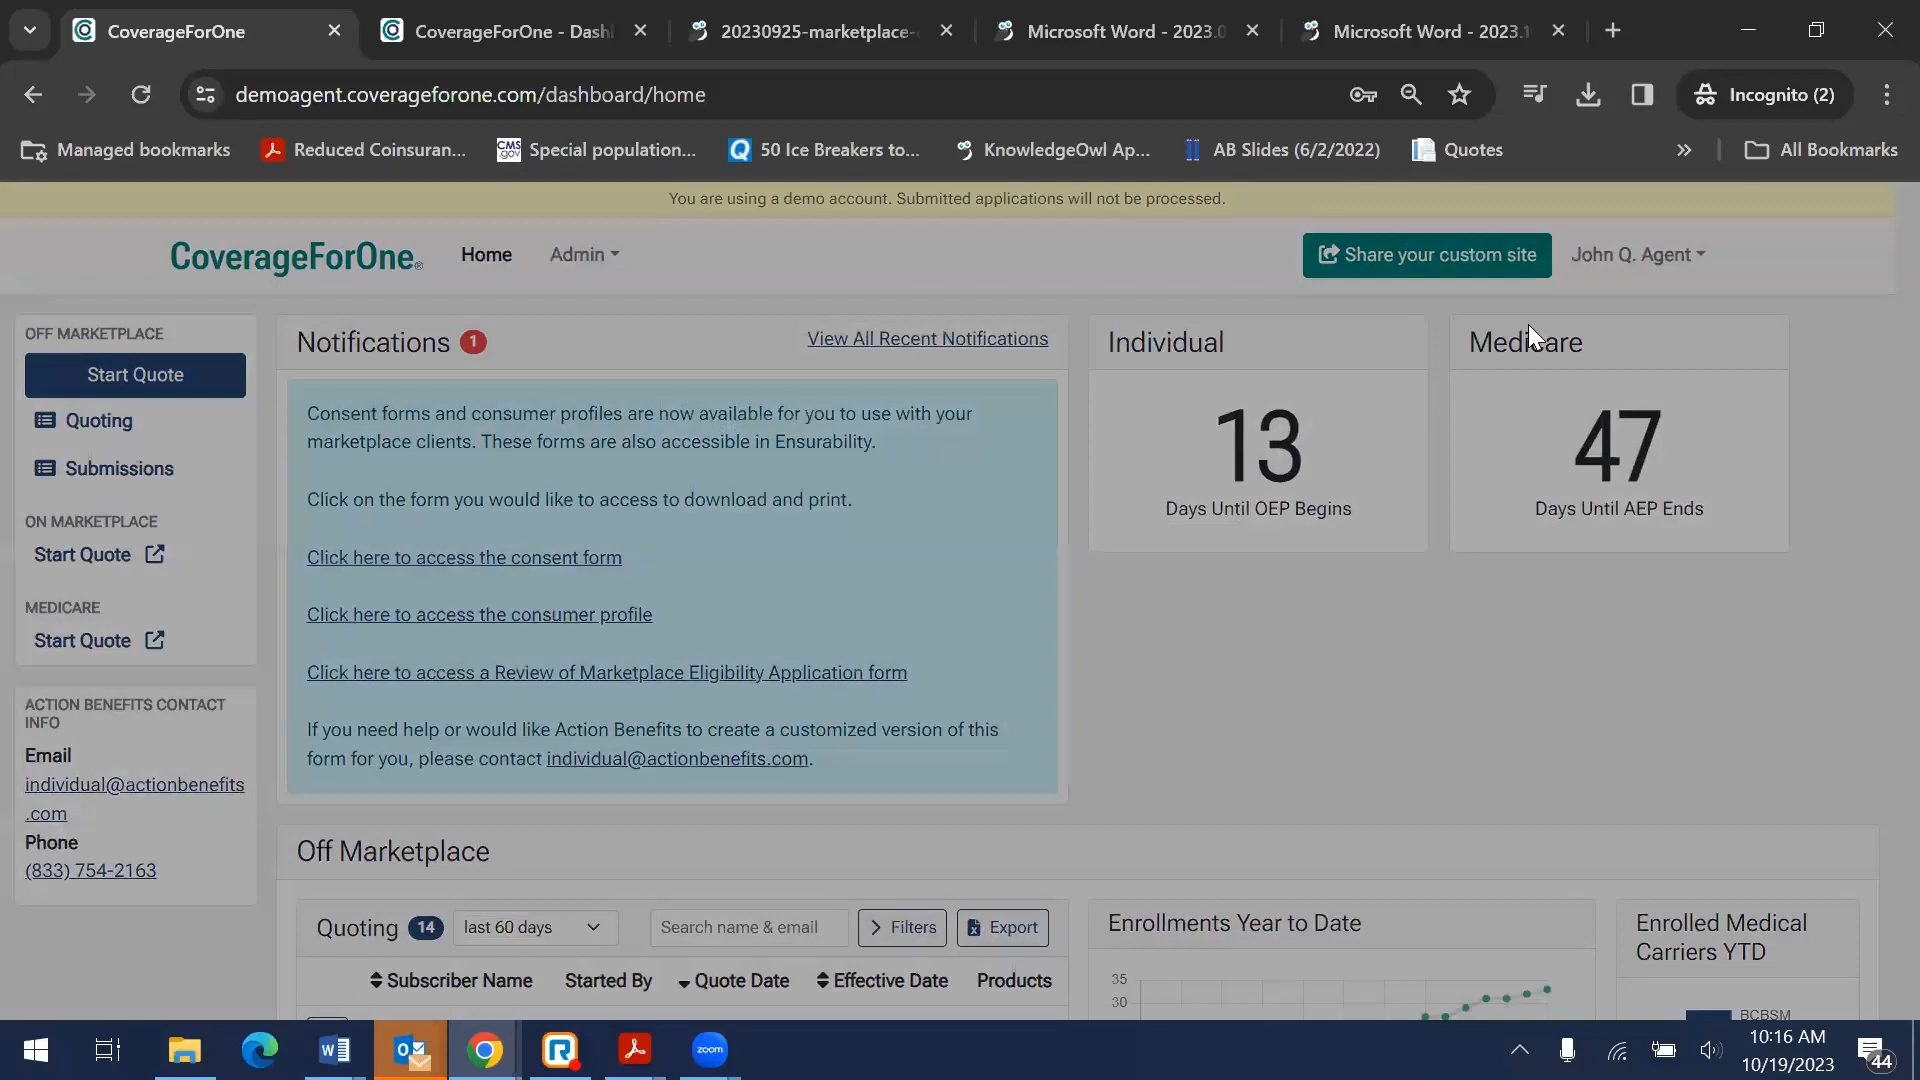 CoverageForOne
CoverageForOne - Dash
20230925-marketplace-
Microsoft Word - 2023.0
Microsoft Word - 2023.1
demoagent.coverageforone.com/dashboard/home
Incognito (2)
Managed bookmarks
Reduced Coinsuran...
CMS.gov
Special population...
50 Ice Breakers to...
KnowledgeOwl Ap...
AB Slides (6/2/2022)
Quotes
All Bookmarks
You are using a demo account. Submitted applications will not be processed.
CoverageForOne®
Home
Admin
Share your custom site
John Q. Agent
OFF MARKETPLACE
Start Quote
Quoting
Submissions
ON MARKETPLACE
Start Quote
MEDICARE
Start Quote
ACTION BENEFITS CONTACT
INFO
Email
individual@actionbenefits
.com
Phone
(833) 754-2163
Notifications 1
View All Recent Notifications
Consent forms and consumer profiles are now available for you to use with your
marketplace clients. These forms are also accessible in Ensurability.
Click on the form you would like to access to download and print.
Click here to access the consent form
Click here to access the consumer profile
Click here to access a Review of Marketplace Eligibility Application form
If you need help or would like Action Benefits to create a customized version of this
form for you, please contact individual@actionbenefits.com.
Individual
13
Days Until OEP Begins
Medicare
47
Days Until AEP Ends
Off Marketplace
Quoting 14
last 60 days
Search name & email
Filters
Export
Subscriber Name
Started By
Quote Date
Effective Date
Products
Enrollments Year to Date
35
30
Enrolled Medical
Carriers YTD
BCBSM
zoom
10:16 AM
10/19/2023
44